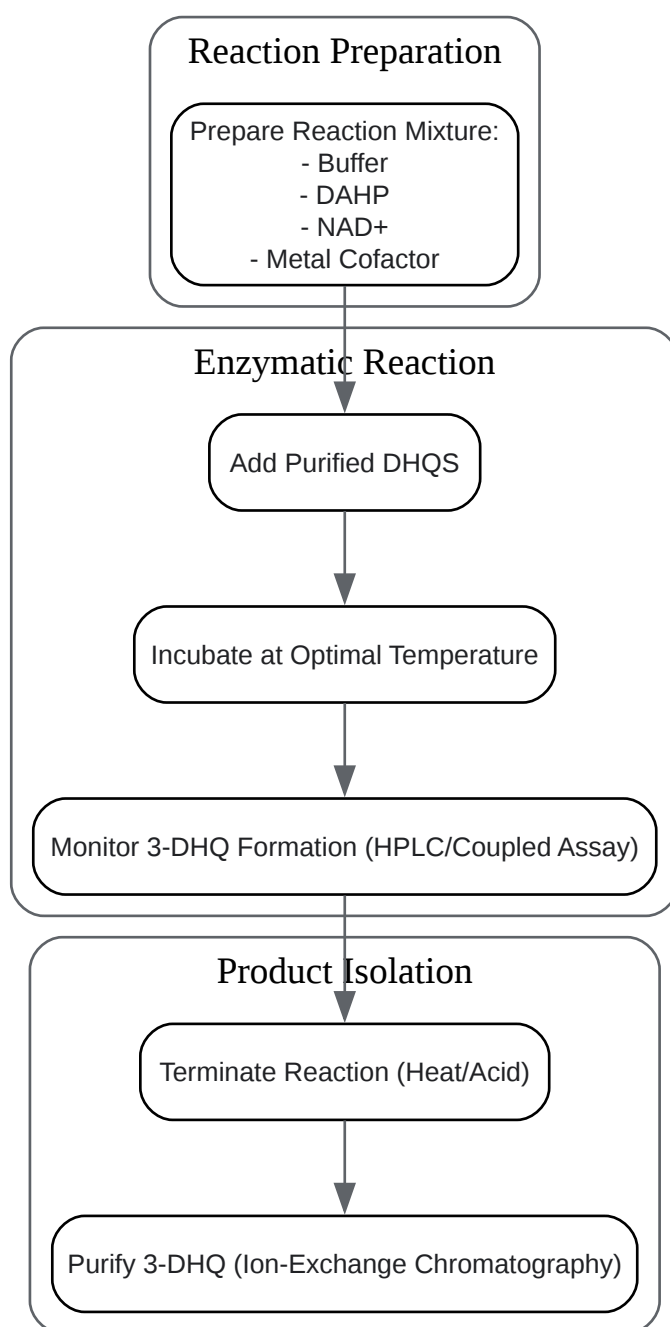 Reaction Preparation
Prepare Reaction Mixture:
- Buffer
- DAHP
- NAD+
- Metal Cofactor
Enzymatic Reaction
Add Purified DHQS
Incubate at Optimal Temperature
Monitor 3-DHQ Formation (HPLC/Coupled Assay)
Product Isolation
Terminate Reaction (Heat/Acid)
Purify 3-DHQ (Ion-Exchange Chromatography)